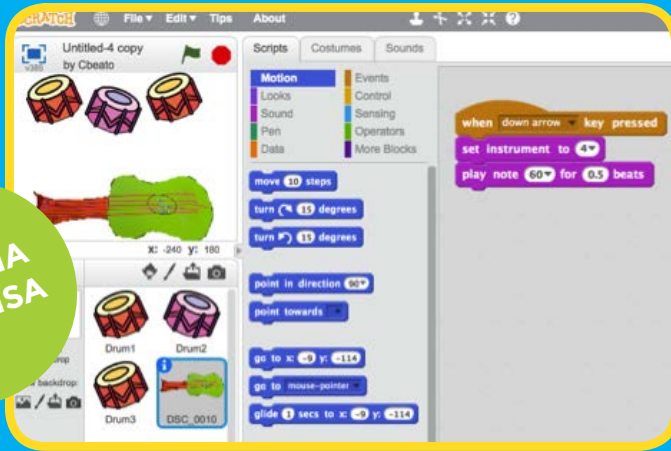 SCRATCH File Edit Tips About
Untitled-4 copy
by Cbeato
v385
X: -240 y: 180
Drum1 Drum2
Drum3 DSC_0010
backdrop:
Scripts Costumes Sounds
Motion Events
Looks Control
Sound Sensing
Pen Operators
Data More Blocks
move 10 steps
turn 15 degrees
turn 15 degrees
point in direction 90
point towards
go to x: -9 y: -114
go to mouse-pointer
glide 1 secs to x: -9 y: -114
when down arrow key pressed
set instrument to 4
play note 60 for 0.5 beats